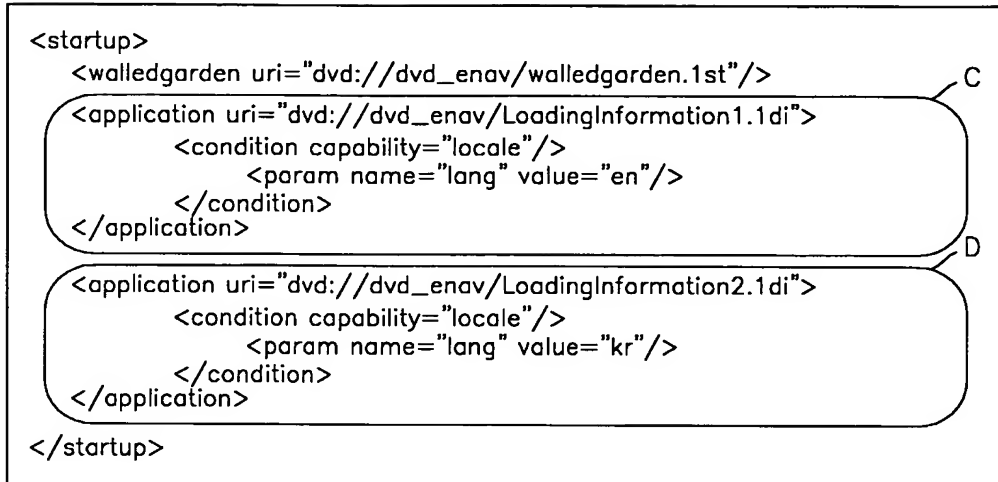 <startup>
<walledgarden uri="dvd://dvd_enav/walledgarden.1st"/>
C
<application uri="dvd://dvd_enav/LoadingInformation1.1di">
<condition capability="locale"/>
<param name="lang" value="en"/>
</condition>
</application>
D
<application uri="dvd://dvd_enav/LoadingInformation2.1di">
<condition capability="locale"/>
<param name="lang" value="kr"/>
</condition>
</application>
</startup>